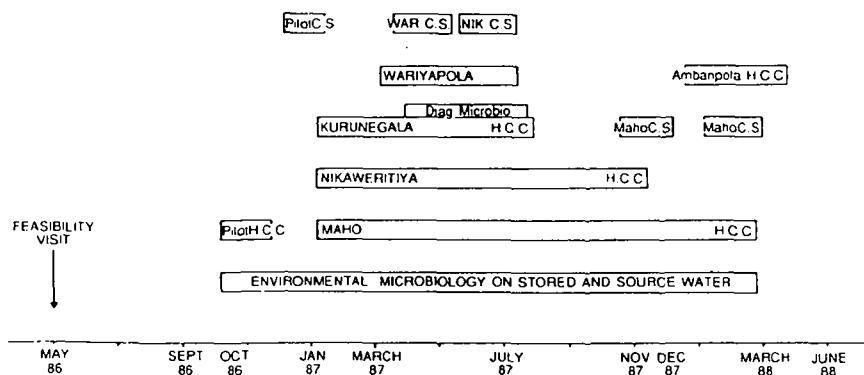 PilotC S WAR C.S NIK C.S
WARIYAPOLA Ambanpola H C C
Diag Microbio
KURUNEGALA H C C MahoC.S MahoC.S
NIKAWERITIYA H.C C
FEASIBILITY
VISIT
PilotH C C MAHO H C C
ENVIRONMENTAL MICROBIOLOGY ON STORED AND SOURCE WATER
MAY SEPT OCT JAN MARCH JULY NOV DEC MARCH JUNE
86 86 86 87 87 87 87 87 88 88